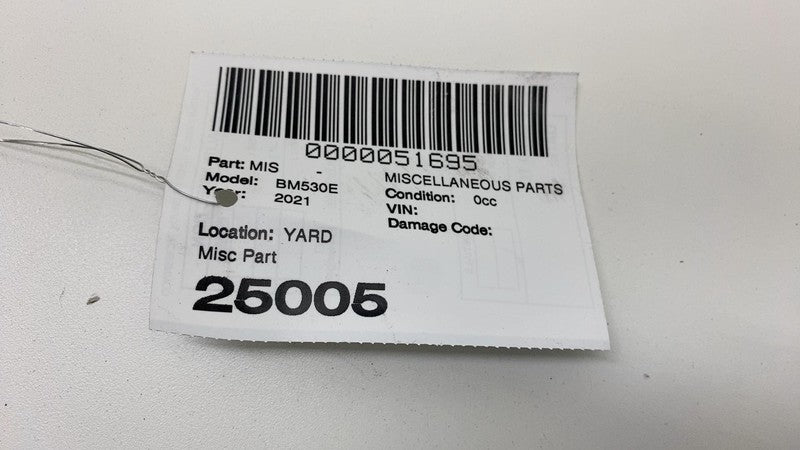 0000051695
Part: MIS - MISCELLANEOUS PARTS
Model: BM530E Condition: 0cc
Year: 2021 VIN:
Damage Code:
Location: YARD
Misc Part
25005